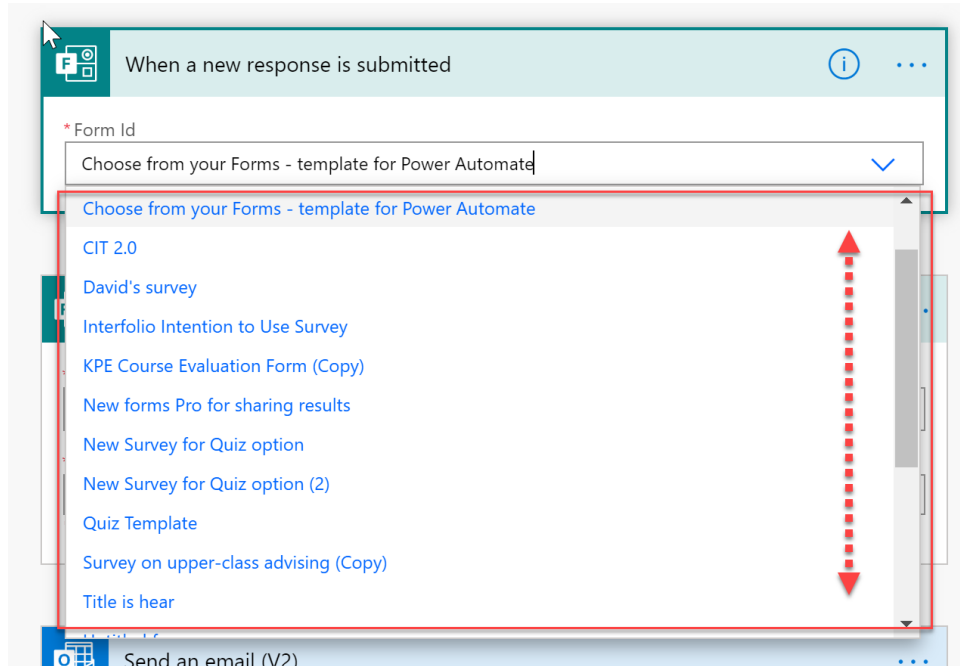 When a new response is submitted
* Form Id
Choose from your Forms - template for Power Automate
Choose from your Forms - template for Power Automate
CIT 2.0
David's survey
Interfolio Intention to Use Survey
KPE Course Evaluation Form (Copy)
New forms Pro for sharing results
New Survey for Quiz option
New Survey for Quiz option (2)
Quiz Template
Survey on upper-class advising (Copy)
Title is hear
Send an email (V2)